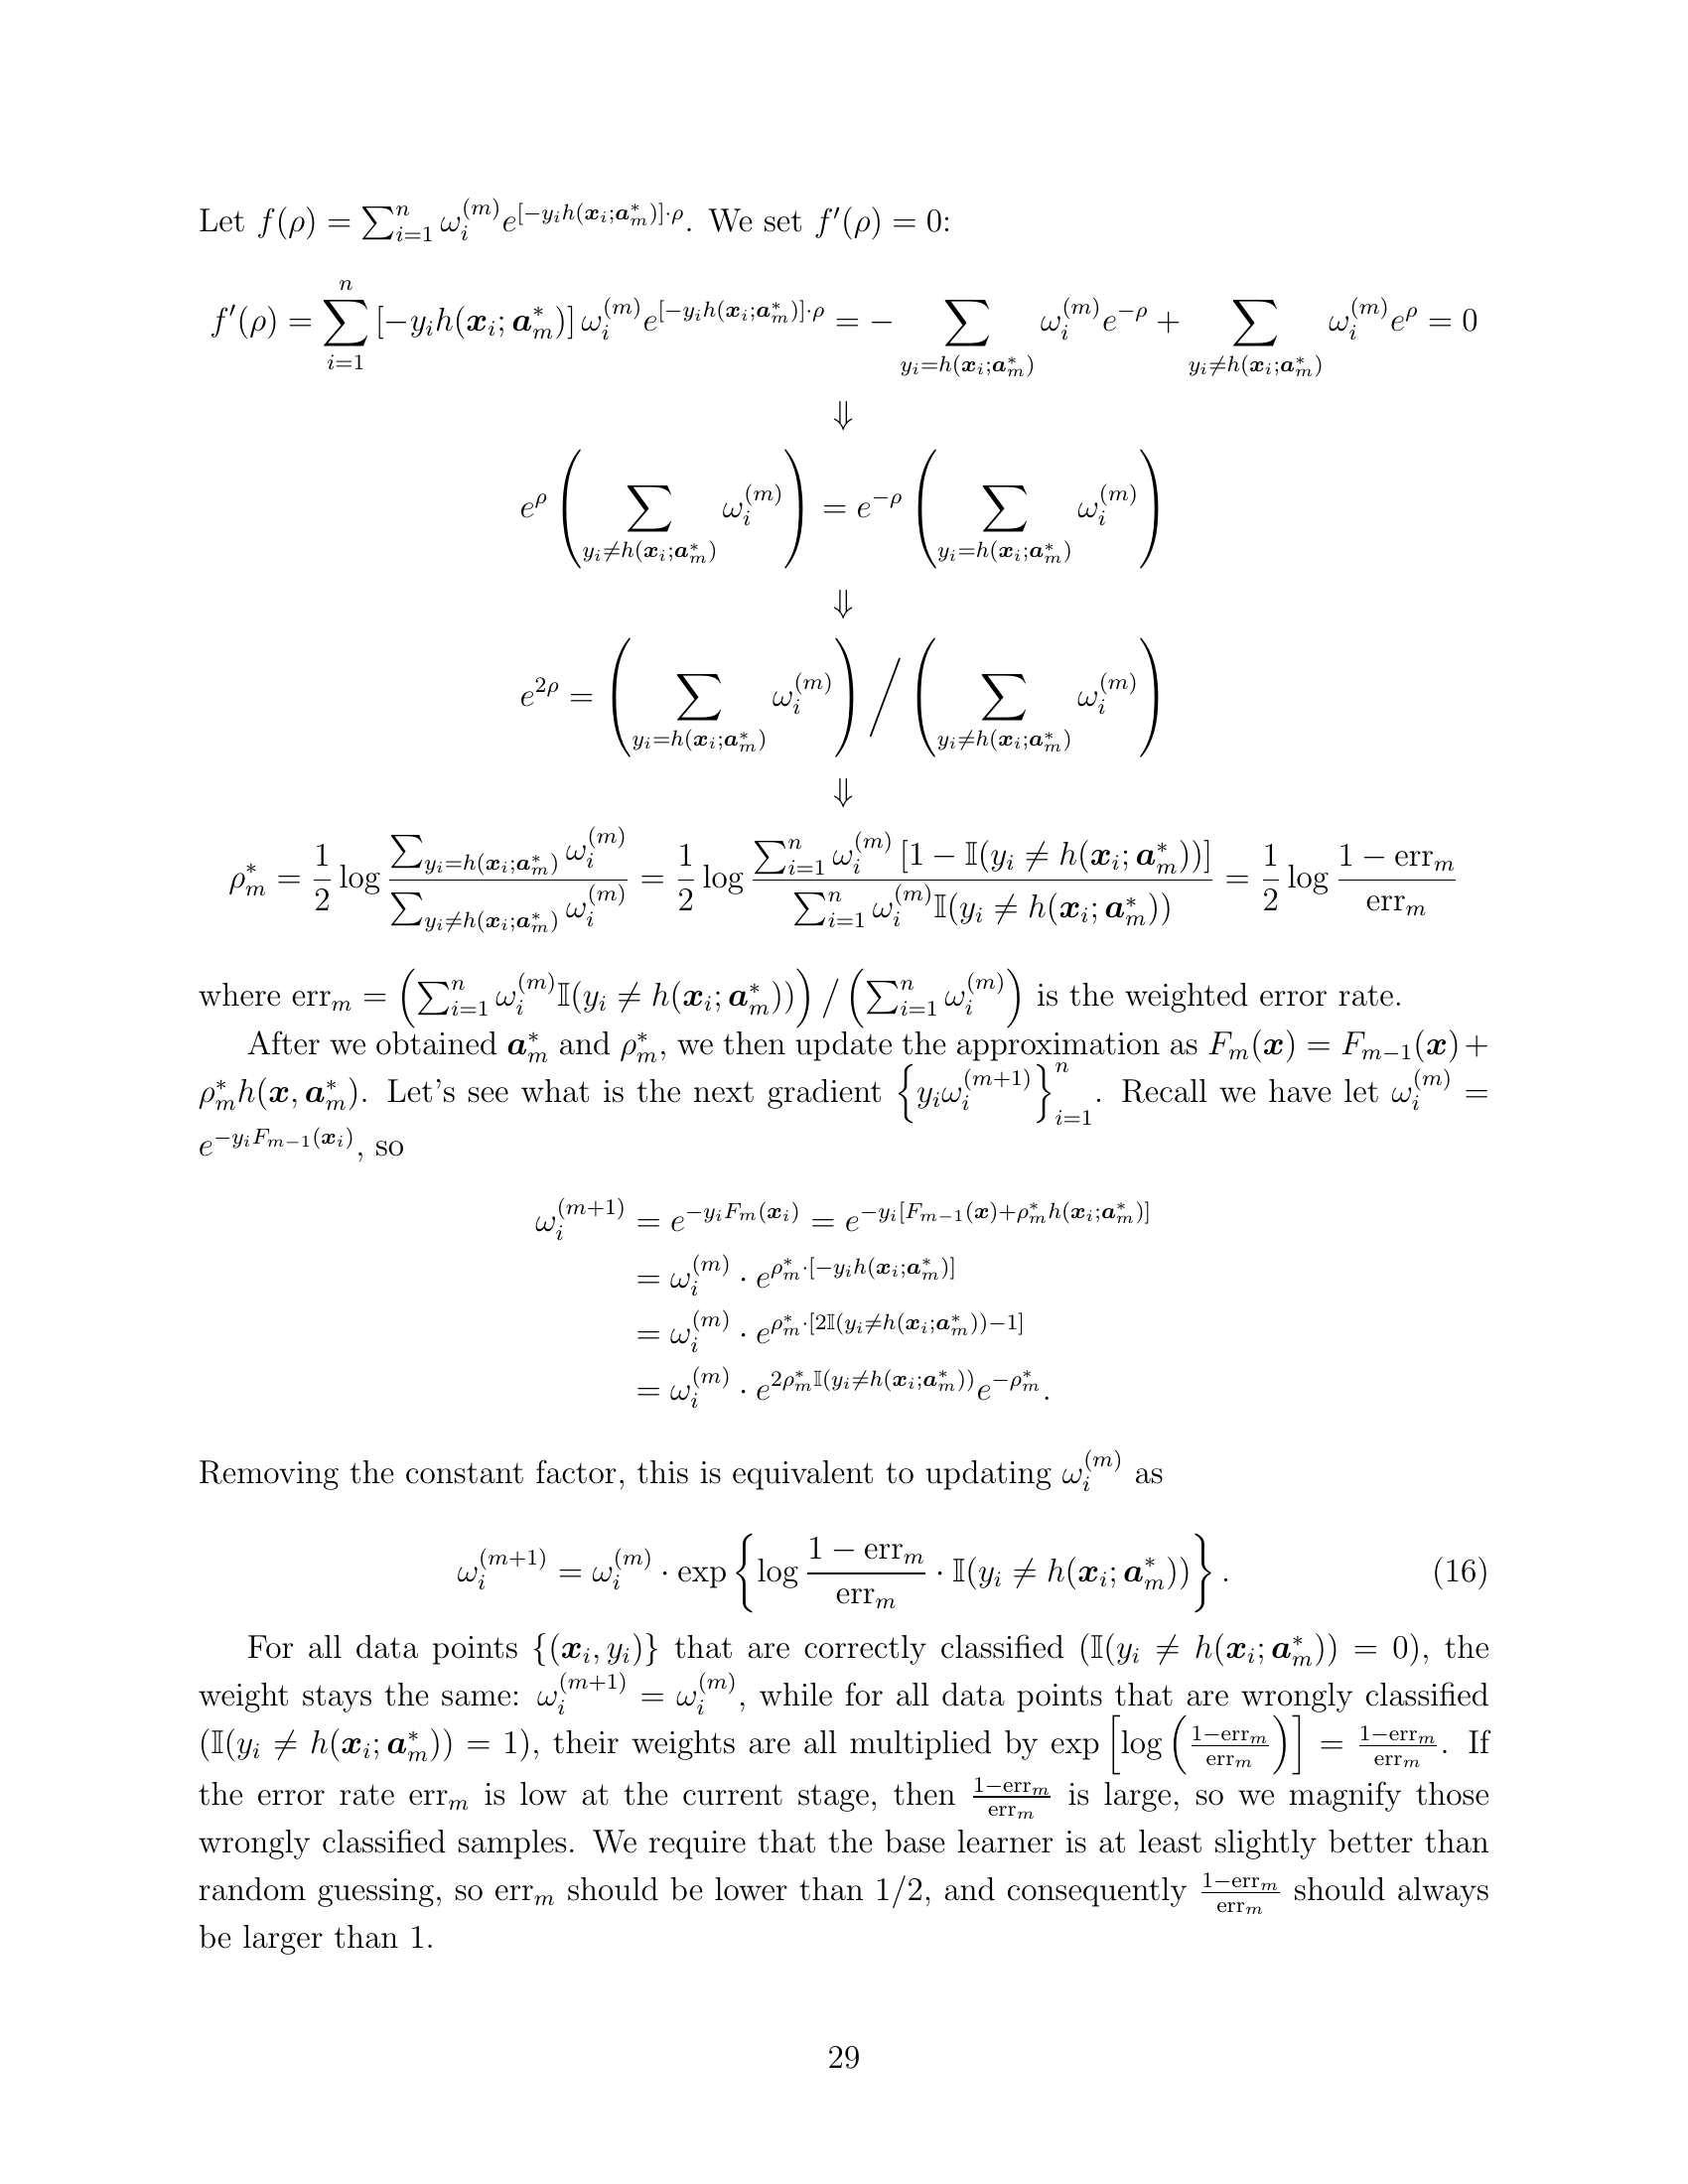 Let $f(\rho) = \sum_{i=1}^{n} \omega_i^{(m)} e^{[-y_i h(\boldsymbol{x}_i; \boldsymbol{a}_m^*)] \cdot \rho}$. We set $f'(\rho) = 0$:
$f'(\rho) = \sum_{i=1}^{n} [-y_i h(\boldsymbol{x}_i; \boldsymbol{a}_m^*)] \omega_i^{(m)} e^{[-y_i h(\boldsymbol{x}_i; \boldsymbol{a}_m^*)] \cdot \rho} = - \sum_{y_i = h(\boldsymbol{x}_i; \boldsymbol{a}_m^*)} \omega_i^{(m)} e^{-\rho} + \sum_{y_i \neq h(\boldsymbol{x}_i; \boldsymbol{a}_m^*)} \omega_i^{(m)} e^{\rho} = 0$
$\Downarrow$
$e^{\rho} \left( \sum_{y_i \neq h(\boldsymbol{x}_i; \boldsymbol{a}_m^*)} \omega_i^{(m)} \right) = e^{-\rho} \left( \sum_{y_i = h(\boldsymbol{x}_i; \boldsymbol{a}_m^*)} \omega_i^{(m)} \right)$
$\Downarrow$
$e^{2\rho} = \left( \sum_{y_i = h(\boldsymbol{x}_i; \boldsymbol{a}_m^*)} \omega_i^{(m)} \right) \Big/ \left( \sum_{y_i \neq h(\boldsymbol{x}_i; \boldsymbol{a}_m^*)} \omega_i^{(m)} \right)$
$\Downarrow$
$\rho_m^* = \frac{1}{2} \log \frac{\sum_{y_i = h(\boldsymbol{x}_i; \boldsymbol{a}_m^*)} \omega_i^{(m)}}{\sum_{y_i \neq h(\boldsymbol{x}_i; \boldsymbol{a}_m^*)} \omega_i^{(m)}} = \frac{1}{2} \log \frac{\sum_{i=1}^{n} \omega_i^{(m)} [1 - \mathbb{I}(y_i \neq h(\boldsymbol{x}_i; \boldsymbol{a}_m^*))]}{\sum_{i=1}^{n} \omega_i^{(m)} \mathbb{I}(y_i \neq h(\boldsymbol{x}_i; \boldsymbol{a}_m^*))} = \frac{1}{2} \log \frac{1 - \text{err}_m}{\text{err}_m}$
where $\text{err}_m = \left( \sum_{i=1}^{n} \omega_i^{(m)} \mathbb{I}(y_i \neq h(\boldsymbol{x}_i; \boldsymbol{a}_m^*)) \right) / \left( \sum_{i=1}^{n} \omega_i^{(m)} \right)$ is the weighted error rate.
After we obtained $\boldsymbol{a}_m^*$ and $\rho_m^*$, we then update the approximation as $F_m(\boldsymbol{x}) = F_{m-1}(\boldsymbol{x}) +$
$\rho_m^* h(\boldsymbol{x}, \boldsymbol{a}_m^*)$. Let's see what is the next gradient $\left\{ y_i \omega_i^{(m+1)} \right\}_{i=1}^{n}$. Recall we have let $\omega_i^{(m)} =$
$e^{-y_i F_{m-1}(\boldsymbol{x}_i)}$, so
$\omega_i^{(m+1)} = e^{-y_i F_m(\boldsymbol{x}_i)} = e^{-y_i [F_{m-1}(\boldsymbol{x}) + \rho_m^* h(\boldsymbol{x}_i; \boldsymbol{a}_m^*)]}$
$= \omega_i^{(m)} \cdot e^{\rho_m^* \cdot [-y_i h(\boldsymbol{x}_i; \boldsymbol{a}_m^*)]}$
$= \omega_i^{(m)} \cdot e^{\rho_m^* \cdot [2\mathbb{I}(y_i \neq h(\boldsymbol{x}_i; \boldsymbol{a}_m^*)) - 1]}$
$= \omega_i^{(m)} \cdot e^{2\rho_m^* \mathbb{I}(y_i \neq h(\boldsymbol{x}_i; \boldsymbol{a}_m^*))} e^{-\rho_m^*}.$
Removing the constant factor, this is equivalent to updating $\omega_i^{(m)}$ as
$\omega_i^{(m+1)} = \omega_i^{(m)} \cdot \exp \left\{ \log \frac{1 - \text{err}_m}{\text{err}_m} \cdot \mathbb{I}(y_i \neq h(\boldsymbol{x}_i; \boldsymbol{a}_m^*)) \right\}.$ (16)
For all data points $\{(\boldsymbol{x}_i, y_i)\}$ that are correctly classified ($\mathbb{I}(y_i \neq h(\boldsymbol{x}_i; \boldsymbol{a}_m^*)) = 0$), the
weight stays the same: $\omega_i^{(m+1)} = \omega_i^{(m)}$, while for all data points that are wrongly classified
($\mathbb{I}(y_i \neq h(\boldsymbol{x}_i; \boldsymbol{a}_m^*)) = 1$), their weights are all multiplied by $\exp \left[ \log \left( \frac{1 - \text{err}_m}{\text{err}_m} \right) \right] = \frac{1 - \text{err}_m}{\text{err}_m}$. If
the error rate $\text{err}_m$ is low at the current stage, then $\frac{1 - \text{err}_m}{\text{err}_m}$ is large, so we magnify those
wrongly classified samples. We require that the base learner is at least slightly better than
random guessing, so $\text{err}_m$ should be lower than 1/2, and consequently $\frac{1 - \text{err}_m}{\text{err}_m}$ should always
be larger than 1.
29